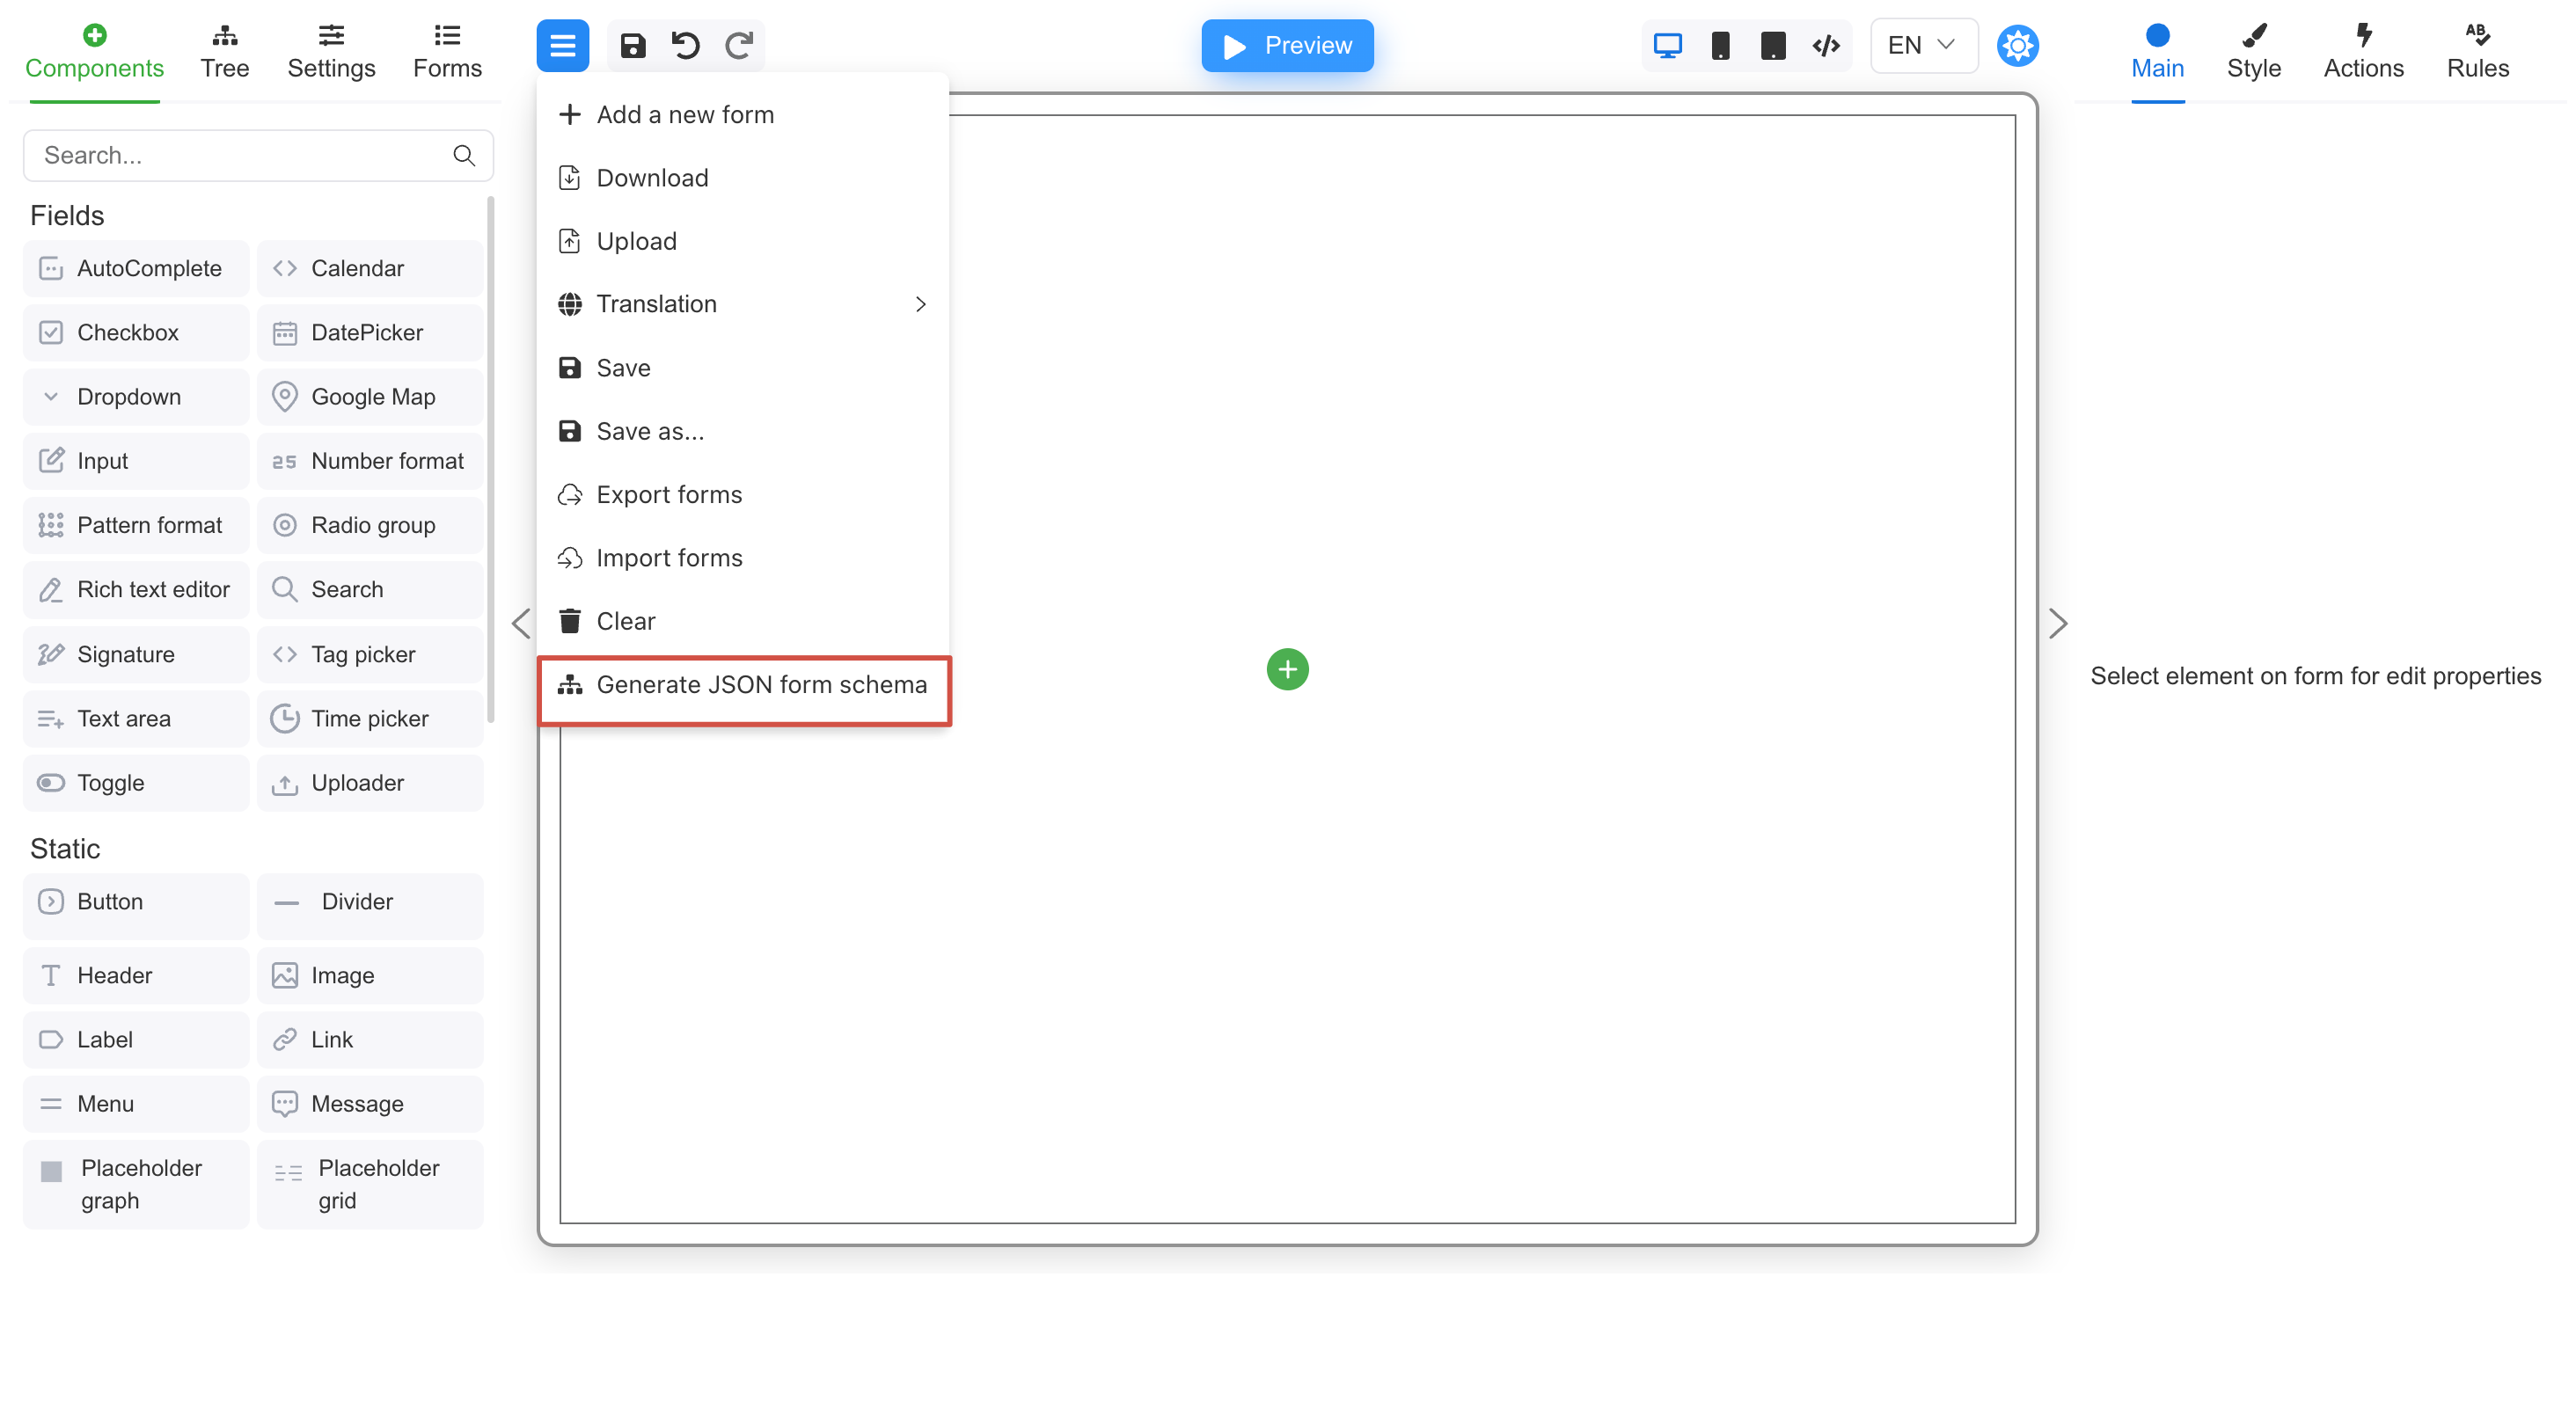 Components
Tree
Settings
Forms
Preview
EN
Main
Style
Actions
Rules
Search...
Fields
AutoComplete
Calendar
Checkbox
DatePicker
Dropdown
Google Map
Input
25 Number format
Pattern format
Radio group
Rich text editor
Search
Signature
Tag picker
Text area
Time picker
Toggle
Uploader
Static
Button
Divider
Header
Image
Label
Link
Menu
Message
Placeholder
graph
Placeholder
grid
Add a new form
Download
Upload
Translation
Save
Save as...
Export forms
Import forms
Clear
Generate JSON form schema
Select element on form for edit properties
AB